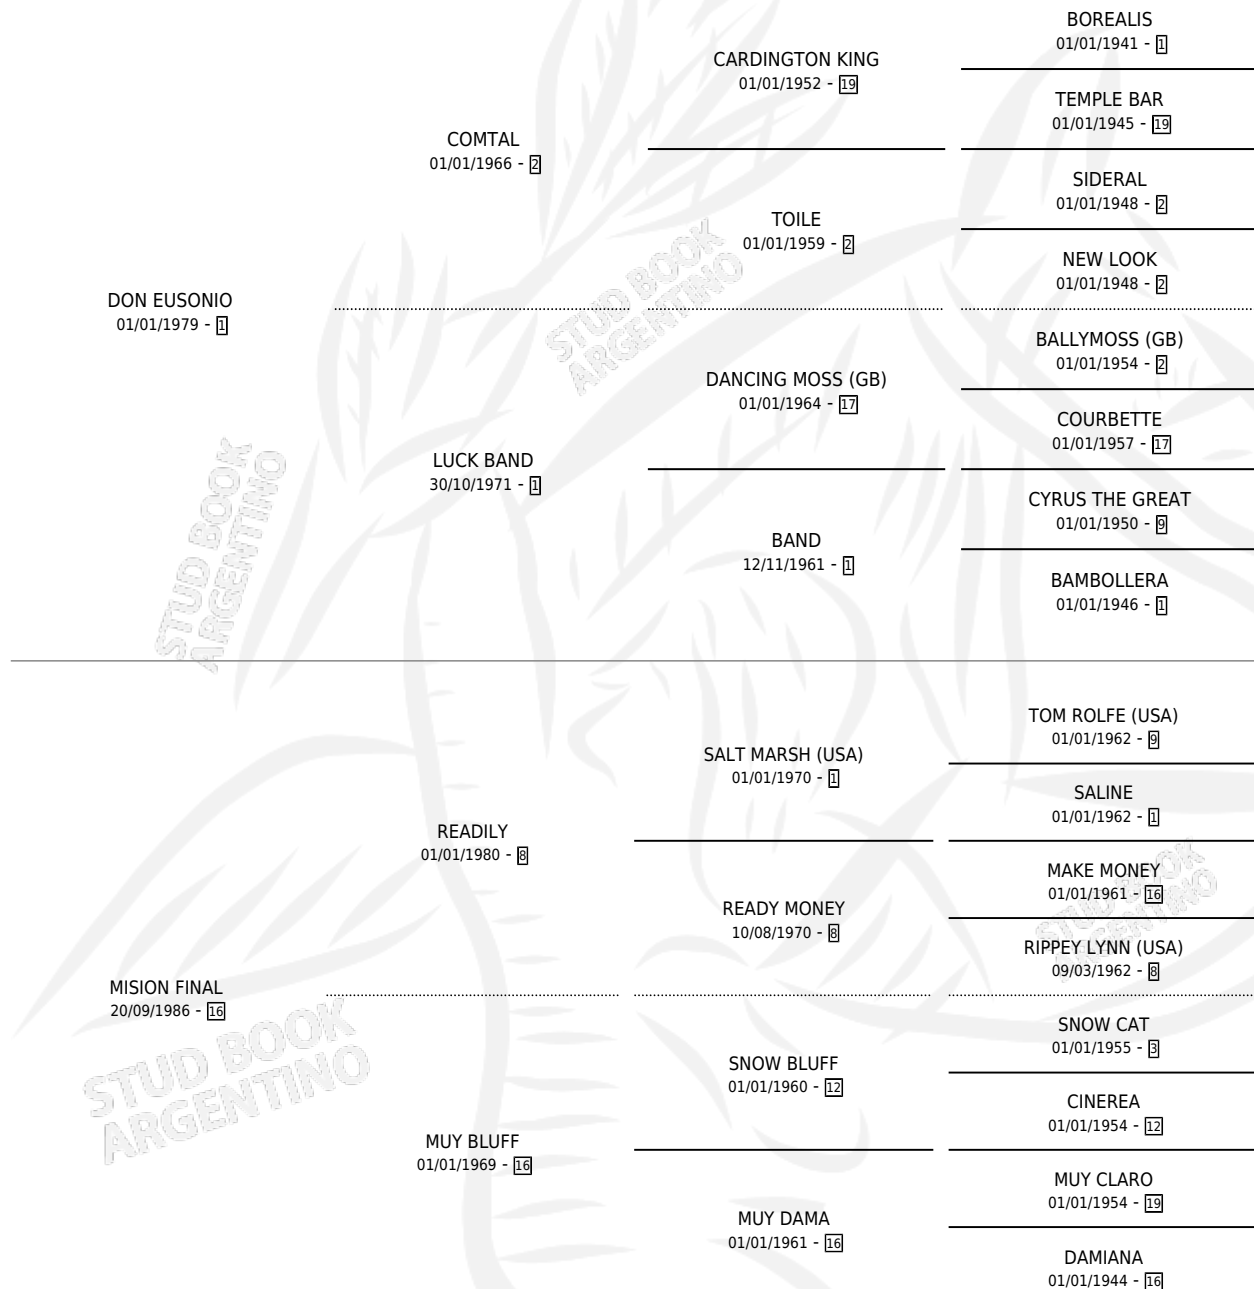 BOREALIS
01/01/1941 - 1
CARDINGTON KING
01/01/1952 - 19
TEMPLE BAR
01/01/1945 - 19
COMTAL
01/01/1966 - 2
SIDERAL
01/01/1948 - 2
TOILE
01/01/1959 - 2
NEW LOOK
01/01/1948 - 2
DON EUSONIO
01/01/1979 - 1
BALLYMOSS (GB)
01/01/1954 - 2
DANCING MOSS (GB)
01/01/1964 - 17
COURBETTE
01/01/1957 - 17
LUCK BAND
30/10/1971 - 1
CYRUS THE GREAT
01/01/1950 - 9
BAND
12/11/1961 - 1
BAMBOLLERA
01/01/1946 - 1
TOM ROLFE (USA)
01/01/1962 - 9
SALT MARSH (USA)
01/01/1970 - 1
SALINE
01/01/1962 - 1
READILY
01/01/1980 - 8
MAKE MONEY
01/01/1961 - 16
READY MONEY
10/08/1970 - 8
RIPPEY LYNN (USA)
09/03/1962 - 8
MISION FINAL
20/09/1986 - 16
SNOW CAT
01/01/1955 - 3
SNOW BLUFF
01/01/1960 - 12
CINEREA
01/01/1954 - 12
MUY BLUFF
01/01/1969 - 16
MUY CLARO
01/01/1954 - 19
MUY DAMA
01/01/1961 - 16
DAMIANA
01/01/1944 - 16
STUD BOOK
ARGENTINO
STUD BOOK
ARGENTINO
STUD BOOK
ARGENTINO
STUD BOOK
ARGENTINO